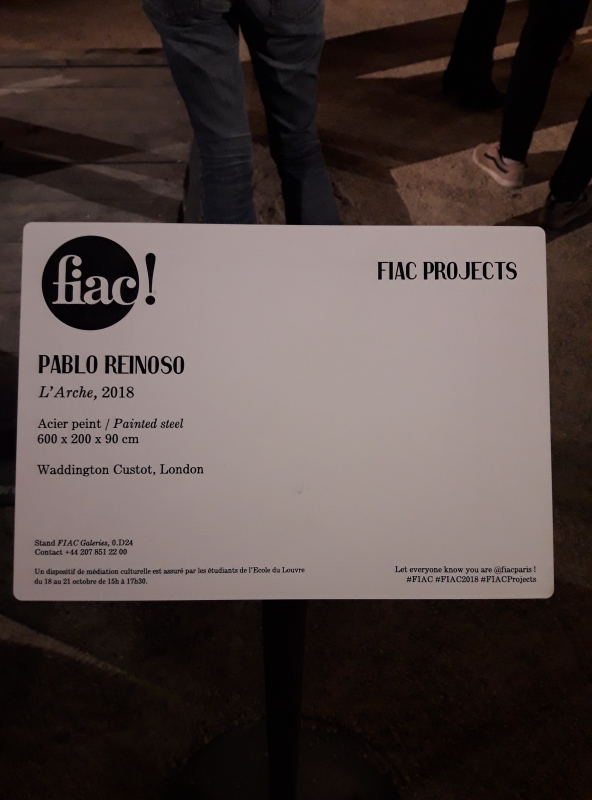 fiac!
FIAC PROJECTS
PABLO REINOSO
L'Arche, 2018
Acier peint / Painted steel
600 x 200 x 90 cm
Waddington Custot, London
Stand FIAC Galeries, 0.D24
Contact +44 207 851 22 00
Un dispositif de médiation culturelle est assuré par les étudiants de l'Ecole du Louvre
du 18 au 21 octobre de 15h à 17h30.
Let everyone know you are @fiacparis !
#FIAC #FIAC2018 #FIACProjects